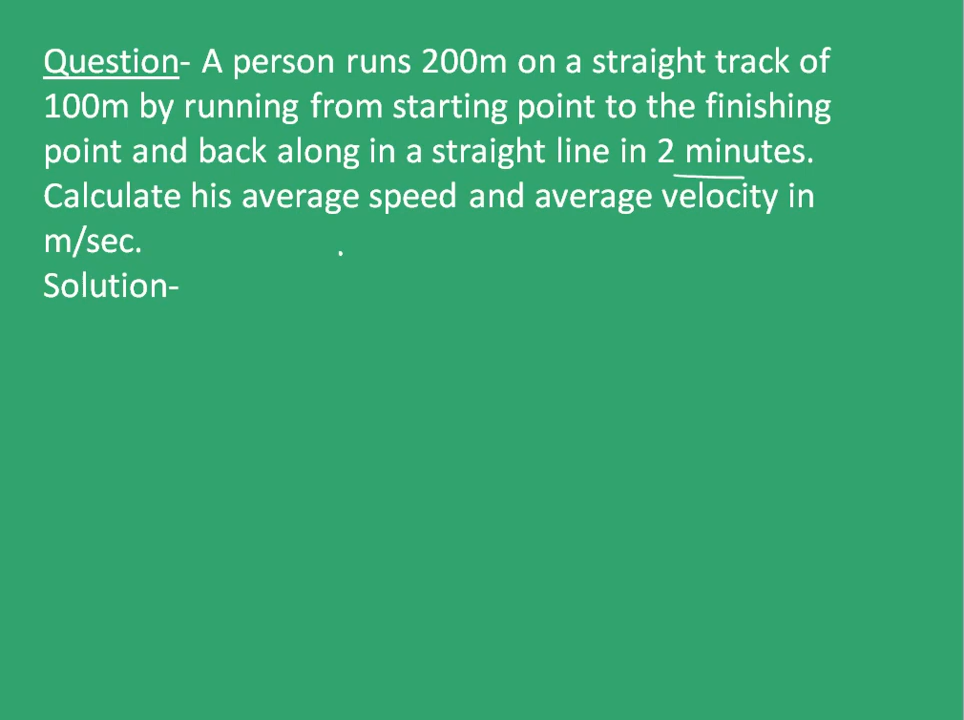 Question- A person runs 200m on a straight track of
100m by running from starting point to the finishing
point and back along in a straight line in 2 minutes.
Calculate his average speed and average velocity in
m/sec.
Solution-